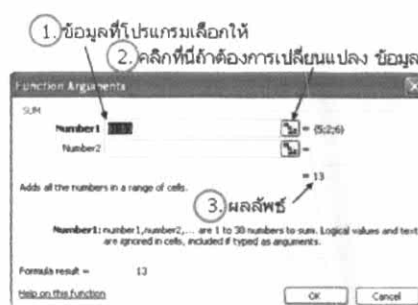 1. ข้อมูลที่โปรแกรมเลือกให้
2. คลิกที่นี่ถ้าต้องการเปลี่ยนแปลง ข้อมูล
Function Arguments
SUM
Number1 = {5;2;6}
Number2 =
= 13
Adds all the numbers in a range of cells.
3. ผลลัพธ์
Number1: number1,number2,... are 1 to 30 numbers to sum. Logical values and text
are ignored in cells, included if typed as arguments.
Formula result = 13
Help on this function OK Cancel